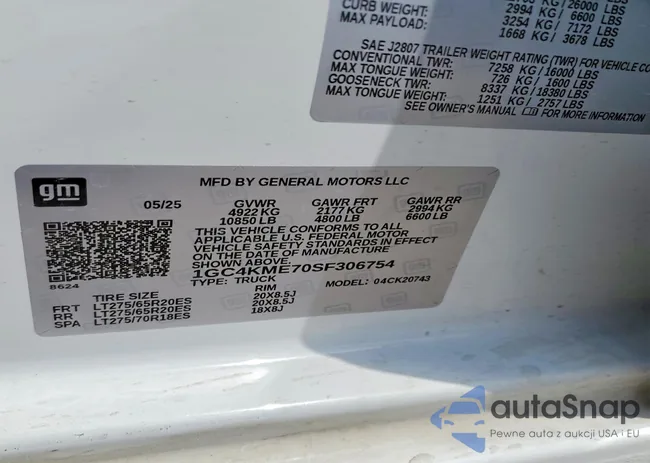 CURB WEIGHT: 2994 KG / 6600 LBS
MAX PAYLOAD: 3254 KG / 7172 LBS
1668 KG / 3678 LBS
SAE J2807 TRAILER WEIGHT RATING (TWR) FOR VEHICLE CO
CONVENTIONAL TWR: 7258 KG / 16000 LBS
MAX TONGUE WEIGHT: 726 KG / 1600 LBS
GOOSENECK TWR: 8337 KG / 18380 LBS
MAX TONGUE WEIGHT: 1251 KG / 2757 LBS
SEE OWNER'S MANUAL FOR MORE INFORMATION
gm
MFD BY GENERAL MOTORS LLC
05/25 GVWR GAWR FRT GAWR RR
4922 KG 2177 KG 2994 KG
10850 LB 4800 LB 6600 LB
THIS VEHICLE CONFORMS TO ALL
APPLICABLE U.S. FEDERAL MOTOR
VEHICLE SAFETY STANDARDS IN EFFECT
ON THE DATE OF MANUFACTURE
SHOWN ABOVE.
1GC4KME70SF306754
TYPE: TRUCK MODEL: 04CK20743
8624
TIRE SIZE RIM
FRT LT275/65R20ES 20X8.5J
RR LT275/65R20ES 20X8.5J
SPA LT275/70R18ES 18X8J
autoSnap
Pewne auta z aukcji USA i EU